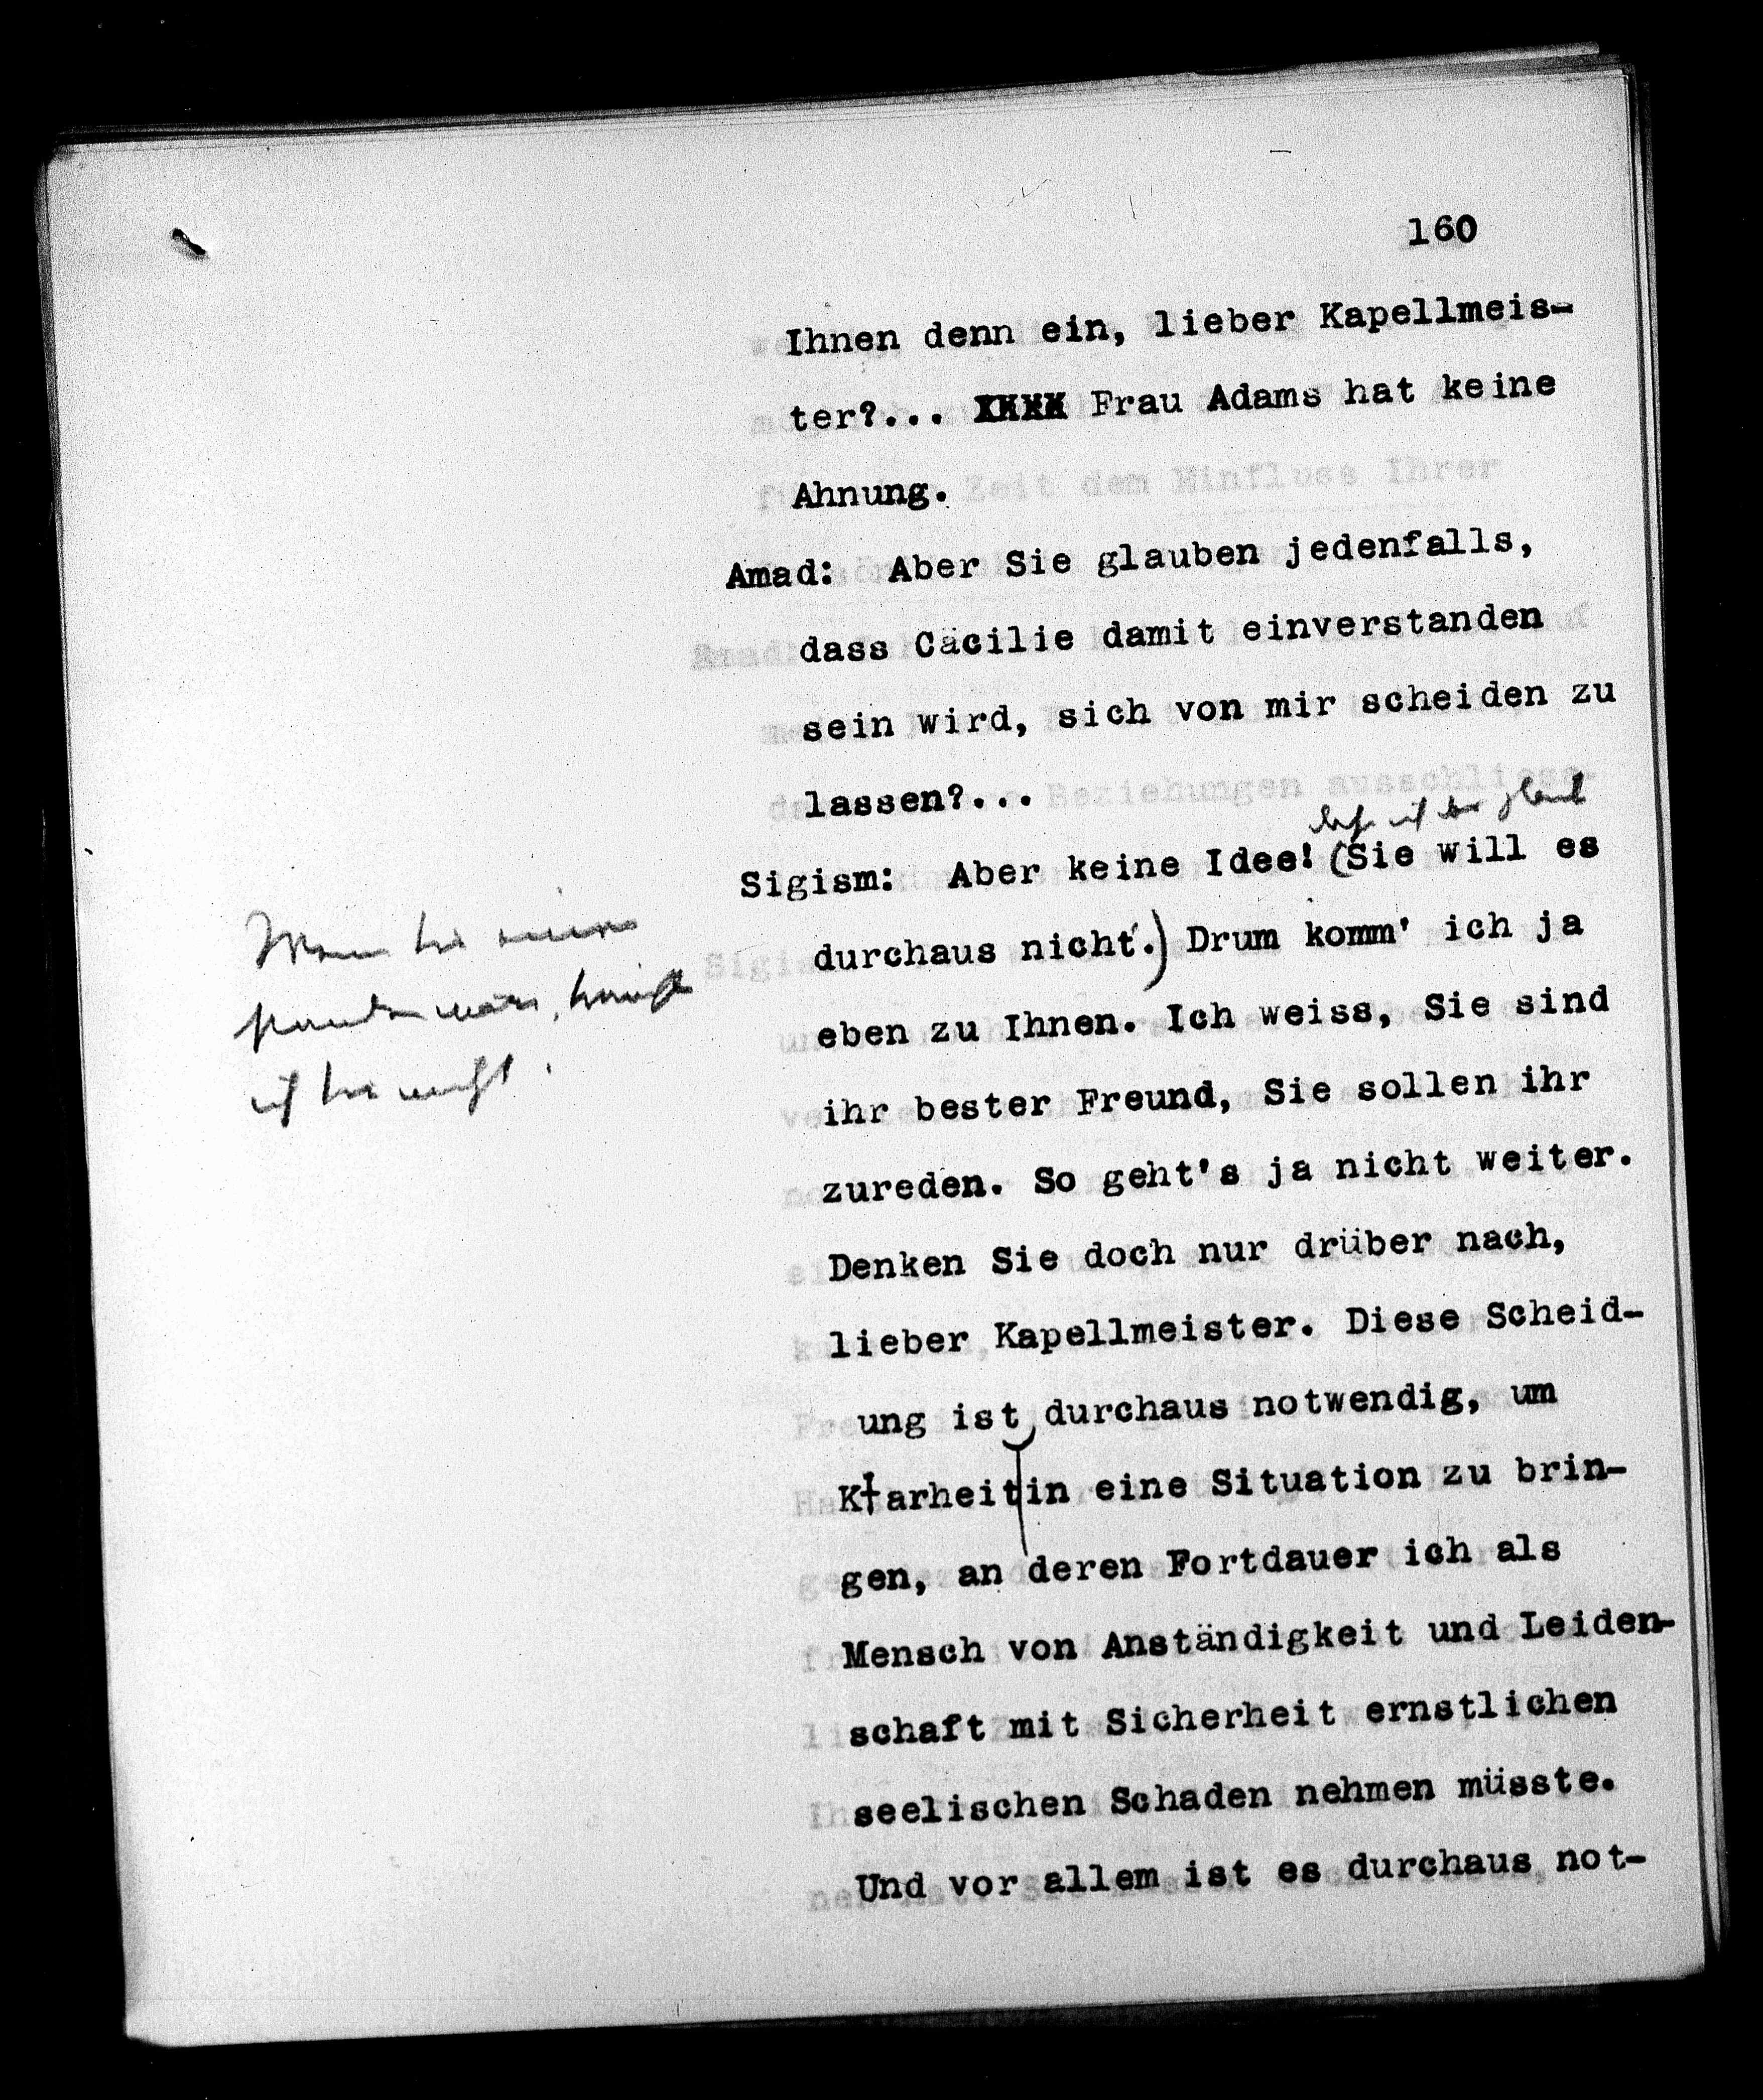 160
Ihnen denn ein, lieber Kapellmeis-
ter?... Frau Adams hat keine
Ahnung.
Amad: Aber Sie glauben jedenfalls,
dass Cäcilie damit einverstanden
sein wird, sich von mir scheiden zu
lassen?...
Sigism: Aber keine Idee! (Sie will es
durchaus nicht.) Drum komm' ich ja
eben zu Ihnen. Ich weiss, Sie sind
ihr bester Freund, Sie sollen ihr
zureden. So geht's ja nicht weiter.
Denken Sie doch nur drüber nach,
lieber Kapellmeister. Diese Scheid-
ung ist durchaus notwendig, um
Klarheit in eine Situation zu brin-
gen, an deren Fortdauer ich als
Mensch von Anständigkeit und Leiden-
schaft mit Sicherheit ernstlichen
seelischen Schaden nehmen müsste.
Und vor allem ist es durchaus not-
wär,
ich nicht.